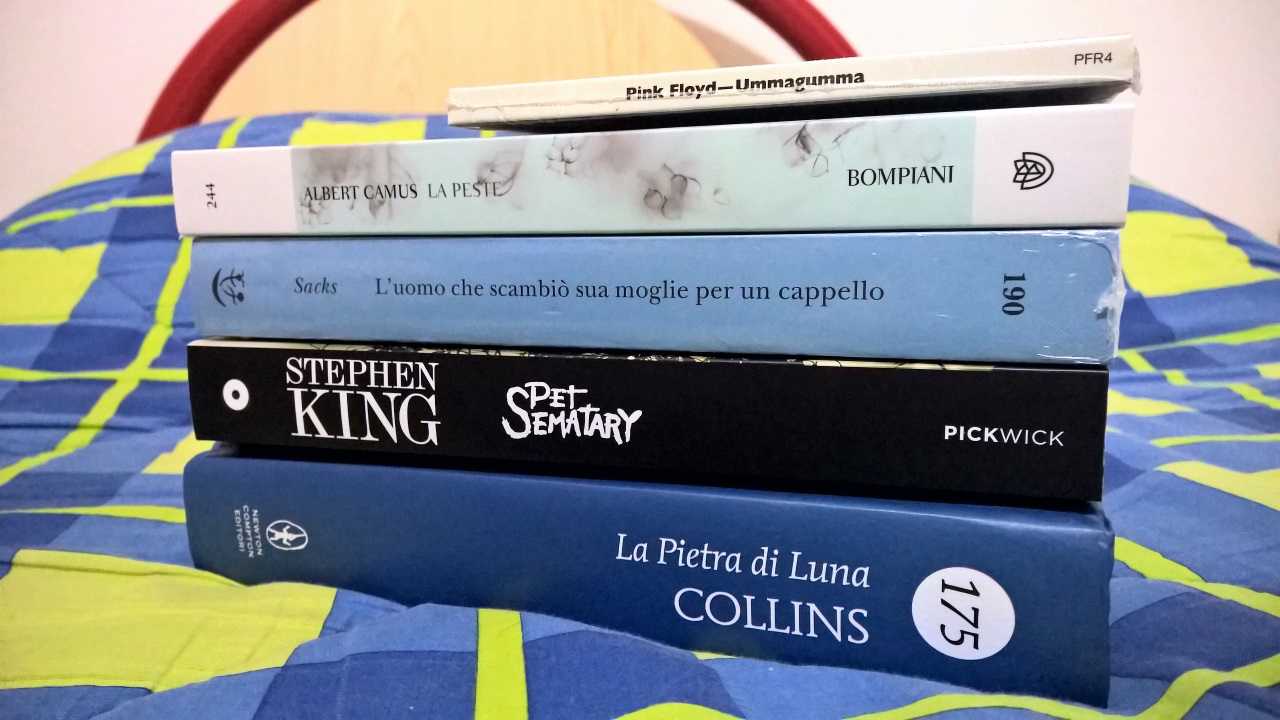 Pink Floyd—Ummagumma
PFR4
244
ALBERT CAMUS LA PESTE
BOMPIANI
Sacks
L'uomo che scambiò sua moglie per un cappello
190
STEPHEN
KING
PET
SEMATARY
PICKWICK
NEWTON
COMPTON
EDITORI
La Pietra di Luna
COLLINS
175